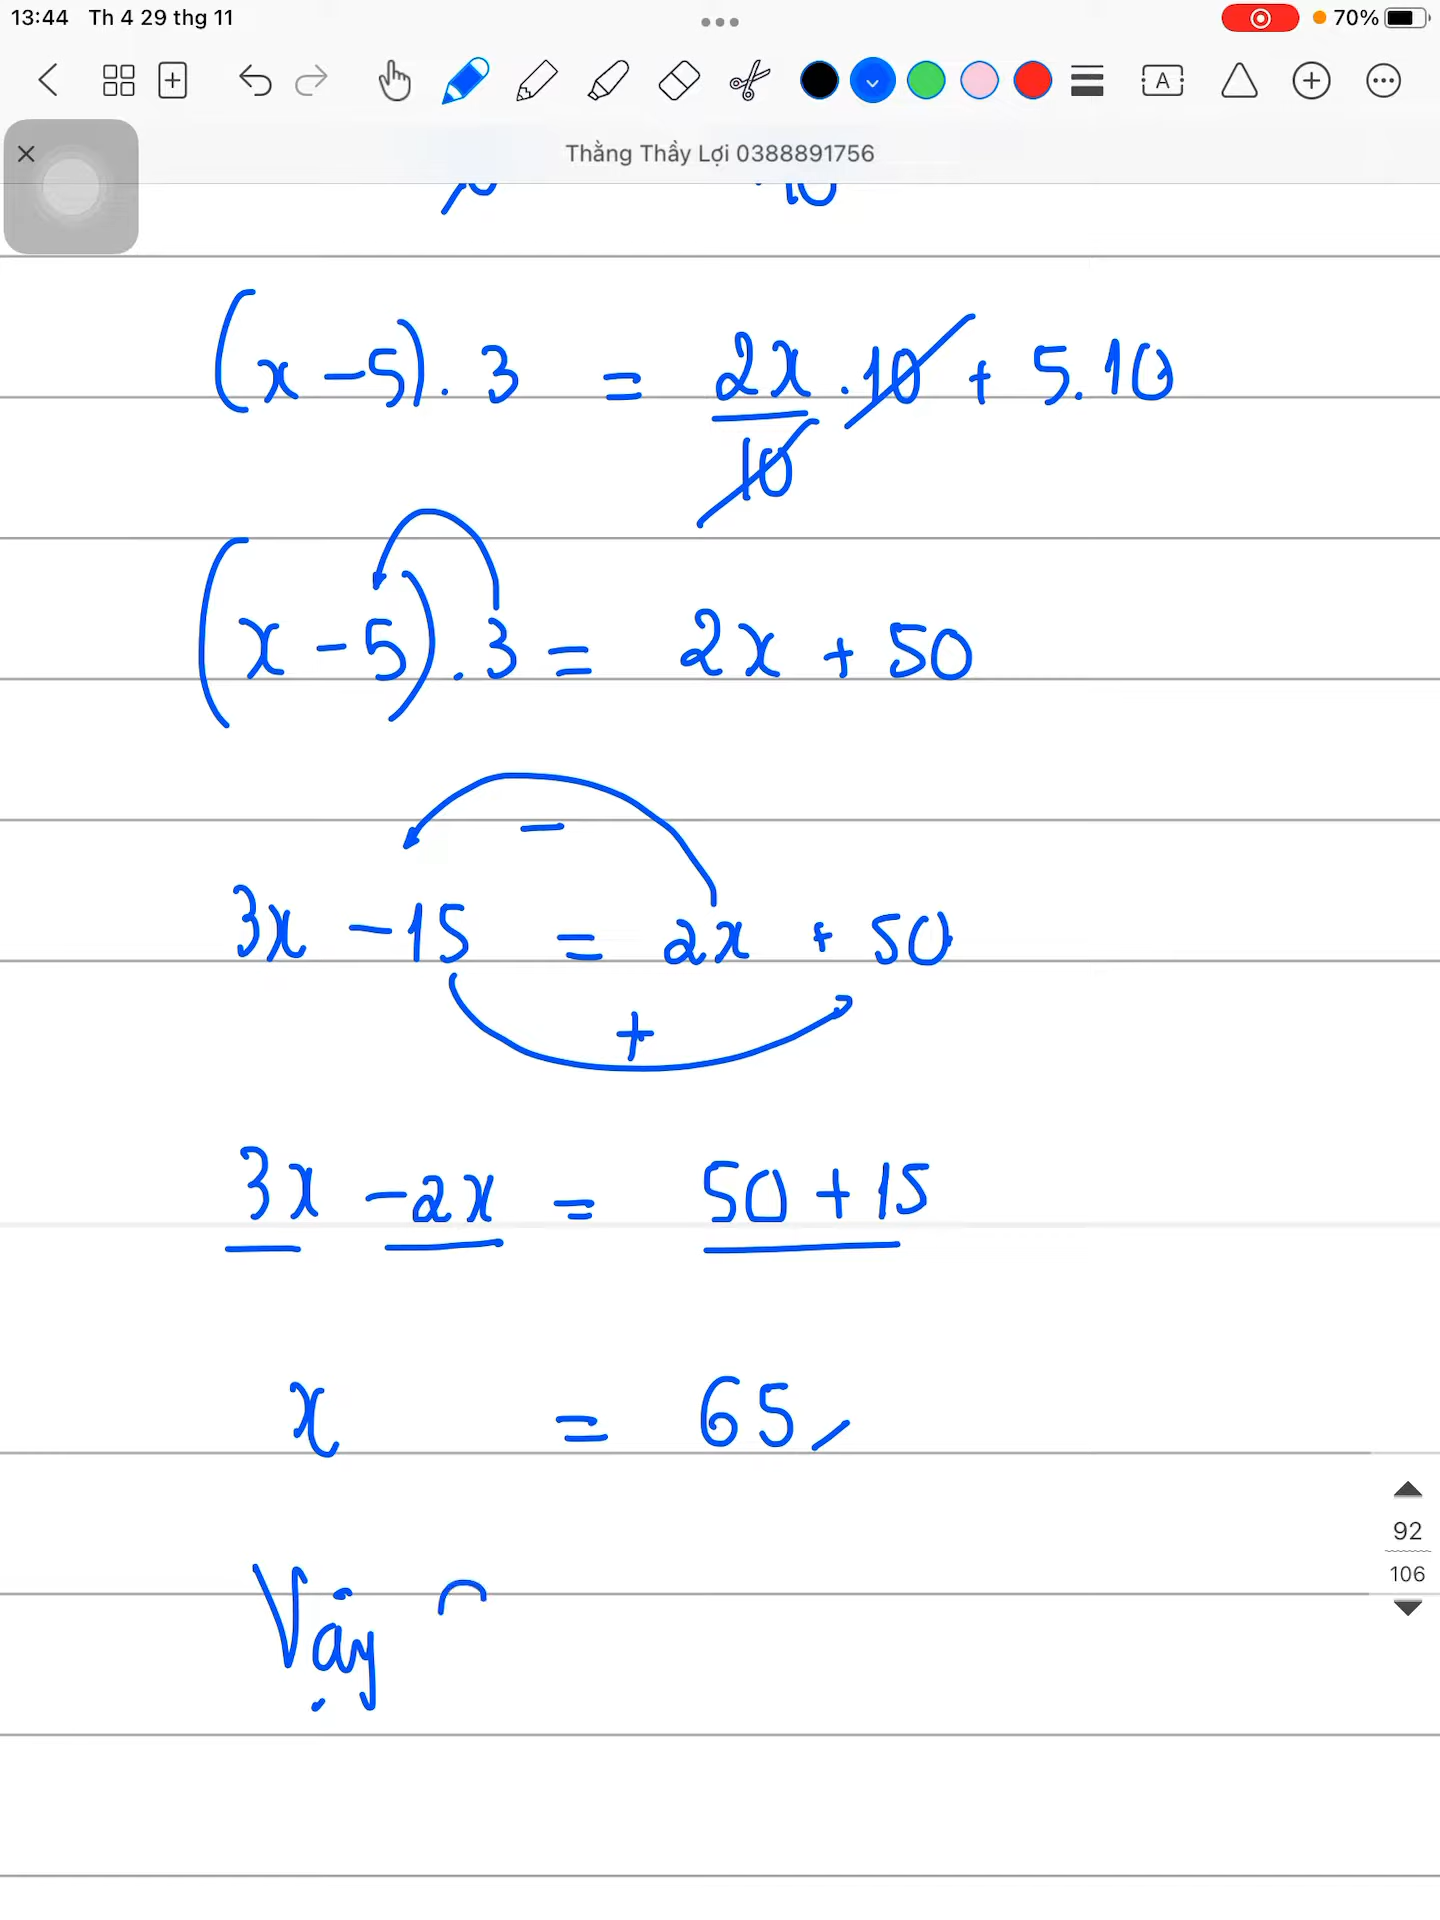 13:44 Th 4 29 thg 11 70%
A
Thằng Thầy Lợi 0388891756
10
(x - 5). 3 = 2x/10 . 10 + 5.10
(x - 5). 3 = 2x + 50
-
3x - 15 = 2x + 50
+
3x - 2x = 50 + 15
x = 65
92
106
Vậy